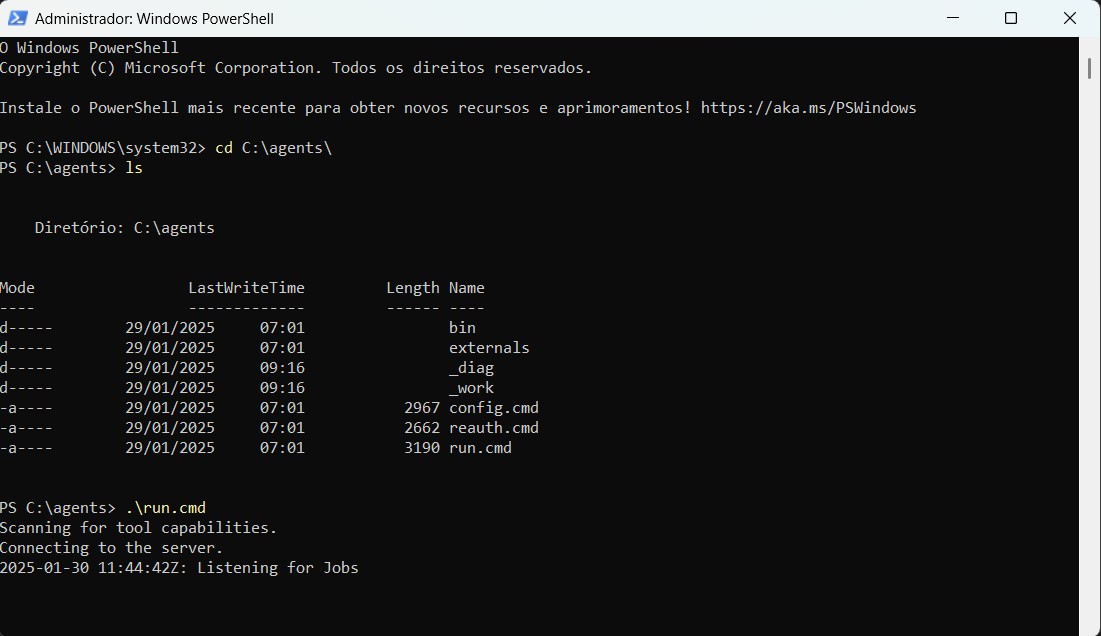 Administrador: Windows PowerShell
O Windows PowerShell
Copyright (C) Microsoft Corporation. Todos os direitos reservados.
Instale o PowerShell mais recente para obter novos recursos e aprimoramentos! https://aka.ms/PSWindows
PS C:\WINDOWS\system32> cd C:\agents\
PS C:\agents> ls
Diretório: C:\agents
Mode                 LastWriteTime         Length Name
----                 -------------         ------ ----
d-----        29/01/2025     07:01                bin
d-----        29/01/2025     07:01                externals
d-----        29/01/2025     09:16                _diag
d-----        29/01/2025     09:16                _work
-a----        29/01/2025     07:01           2967 config.cmd
-a----        29/01/2025     07:01           2662 reauth.cmd
-a----        29/01/2025     07:01           3190 run.cmd
PS C:\agents> .\run.cmd
Scanning for tool capabilities.
Connecting to the server.
2025-01-30 11:44:42Z: Listening for Jobs